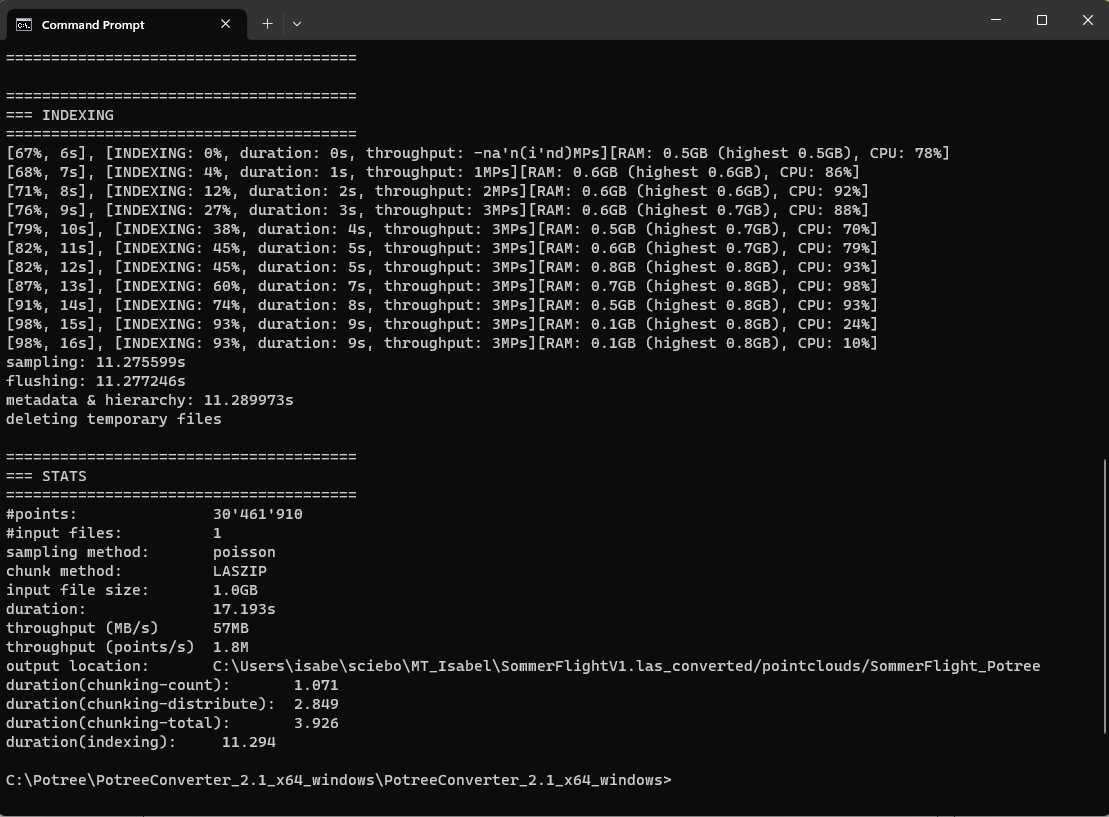 Command Prompt
=======================================
=======================================
=== INDEXING
=======================================
[67%, 6s], [INDEXING: 0%, duration: 0s, throughput: -na'n(i'nd)MPs][RAM: 0.5GB (highest 0.5GB), CPU: 78%]
[68%, 7s], [INDEXING: 4%, duration: 1s, throughput: 1MPs][RAM: 0.6GB (highest 0.6GB), CPU: 86%]
[71%, 8s], [INDEXING: 12%, duration: 2s, throughput: 2MPs][RAM: 0.6GB (highest 0.6GB), CPU: 92%]
[76%, 9s], [INDEXING: 27%, duration: 3s, throughput: 3MPs][RAM: 0.6GB (highest 0.7GB), CPU: 88%]
[79%, 10s], [INDEXING: 38%, duration: 4s, throughput: 3MPs][RAM: 0.5GB (highest 0.7GB), CPU: 70%]
[82%, 11s], [INDEXING: 45%, duration: 5s, throughput: 3MPs][RAM: 0.6GB (highest 0.7GB), CPU: 79%]
[82%, 12s], [INDEXING: 45%, duration: 5s, throughput: 3MPs][RAM: 0.8GB (highest 0.8GB), CPU: 93%]
[87%, 13s], [INDEXING: 60%, duration: 7s, throughput: 3MPs][RAM: 0.7GB (highest 0.8GB), CPU: 98%]
[91%, 14s], [INDEXING: 74%, duration: 8s, throughput: 3MPs][RAM: 0.5GB (highest 0.8GB), CPU: 93%]
[98%, 15s], [INDEXING: 93%, duration: 9s, throughput: 3MPs][RAM: 0.1GB (highest 0.8GB), CPU: 24%]
[98%, 16s], [INDEXING: 93%, duration: 9s, throughput: 3MPs][RAM: 0.1GB (highest 0.8GB), CPU: 10%]
sampling: 11.275599s
flushing: 11.277246s
metadata & hierarchy: 11.289973s
deleting temporary files
=======================================
=== STATS
=======================================
#points: 30'461'910
#input files: 1
sampling method: poisson
chunk method: LASZIP
input file size: 1.0GB
duration: 17.193s
throughput (MB/s) 57MB
throughput (points/s) 1.8M
output location: C:\Users\isabe\sciebo\MT_Isabel\SommerFlightV1.las_converted/pointclouds/SommerFlight_Potree
duration(chunking-count): 1.071
duration(chunking-distribute): 2.849
duration(chunking-total): 3.926
duration(indexing): 11.294
C:\Potree\PotreeConverter_2.1_x64_windows\PotreeConverter_2.1_x64_windows>